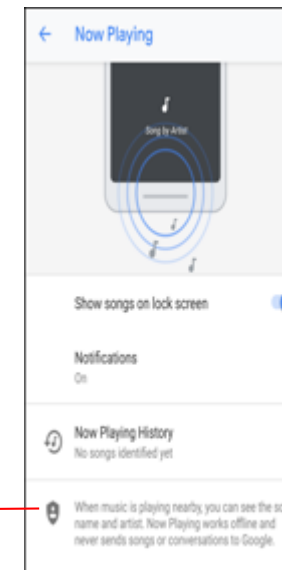 Now Playing
Song by Artist
Show songs on lock screen
Notifications
On
Now Playing History
No songs identified yet
When music is playing nearby, you can see the so
name and artist. Now Playing works offline and
never sends songs or conversations to Google.